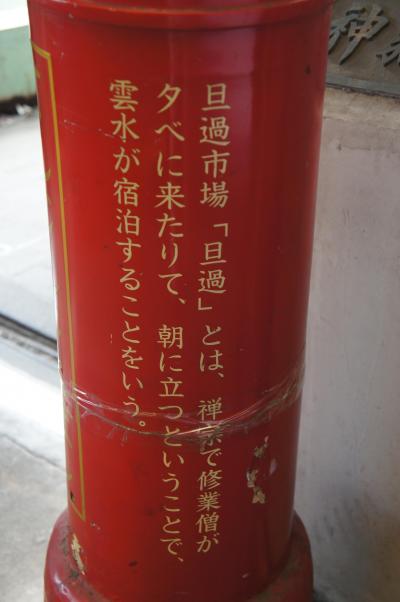 旦過市場「旦過」とは、禅宗で修業僧が
夕べに来たりて、朝に立つということで、
雲水が宿泊することをいう。
神